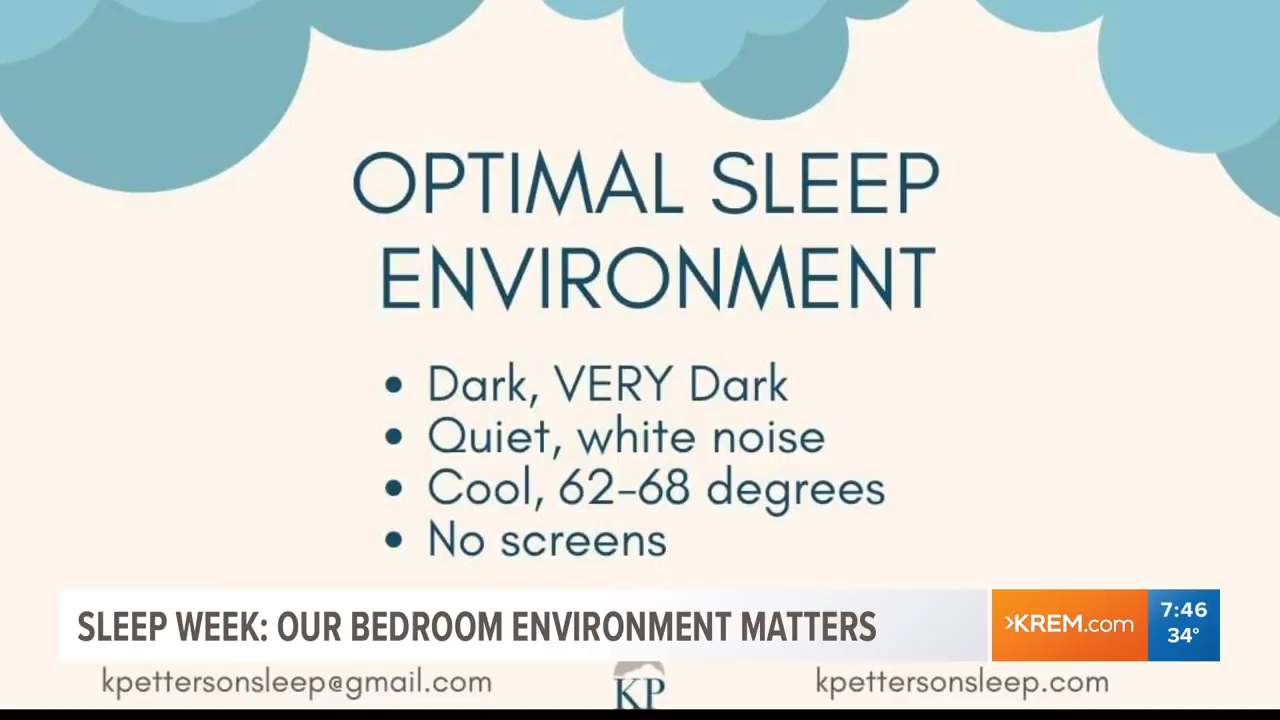 OPTIMAL SLEEP
ENVIRONMENT
• Dark, VERY Dark
• Quiet, white noise
• Cool, 62-68 degrees
• No screens
SLEEP WEEK: OUR BEDROOM ENVIRONMENT MATTERS
>KREM.com
7:46
34°
kpettersonsleep@gmail.com
KP
kpettersonsleep.com